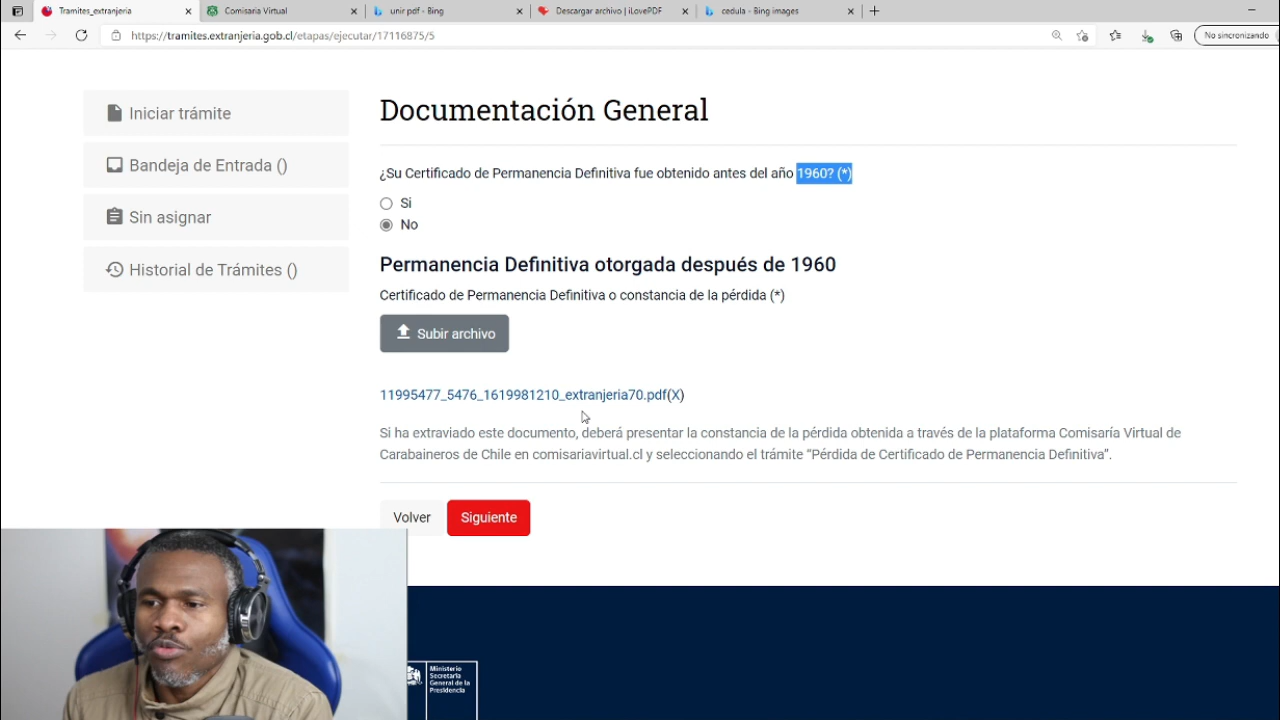 Tramites_extranjeria
Comisaria Virtual
unir pdf - Bing
Descargar archivo | iLovePDF
cedula - Bing images
https://tramites.extranjeria.gob.cl/etapas/ejecutar/17116875/5
No sincronizando
Iniciar trámite
Bandeja de Entrada ()
Sin asignar
Historial de Trámites ()
Documentación General
¿Su Certificado de Permanencia Definitiva fue obtenido antes del año 1960? (*)
Si
No
Permanencia Definitiva otorgada después de 1960
Certificado de Permanencia Definitiva o constancia de la pérdida (*)
Subir archivo
11995477_5476_1619981210_extranjeria70.pdf(X)
Si ha extraviado este documento, deberá presentar la constancia de la pérdida obtenida a través de la plataforma Comisaría Virtual de
Carabaineros de Chile en comisariavirtual.cl y seleccionando el trámite "Pérdida de Certificado de Permanencia Definitiva".
Volver
Siguiente
Ministerio
Secretaría
General de la
Presidencia